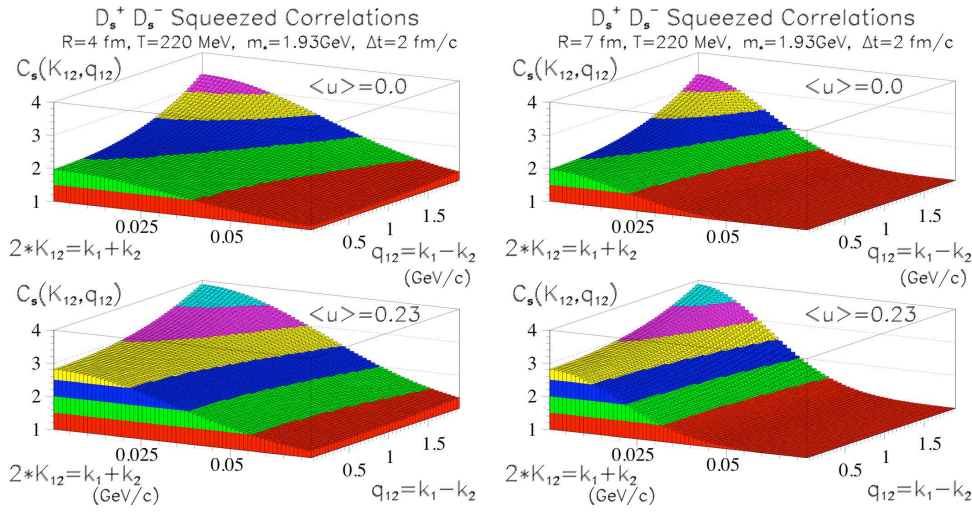 D_s^+ D_s^- Squeezed Correlations
R=4 fm, T=220 MeV, m_*=1.93GeV, Δt=2 fm/c
C_s(K_12,q_12)
<u>=0.0
4
3
2
1
0.025
0.05
0.5
1
1.5
2*K_12=k_1+k_2
q_12=k_1-k_2
(GeV/c)
D_s^+ D_s^- Squeezed Correlations
R=7 fm, T=220 MeV, m_*=1.93GeV, Δt=2 fm/c
C_s(K_12,q_12)
<u>=0.0
4
3
2
1
0.025
0.05
0.5
1
1.5
2*K_12=k_1+k_2
q_12=k_1-k_2
(GeV/c)
C_s(K_12,q_12)
<u>=0.23
4
3
2
1
0.025
0.05
0.5
1
1.5
2*K_12=k_1+k_2
(GeV/c)
q_12=k_1-k_2
C_s(K_12,q_12)
<u>=0.23
4
3
2
1
0.025
0.05
0.5
1
1.5
2*K_12=k_1+k_2
(GeV/c)
q_12=k_1-k_2